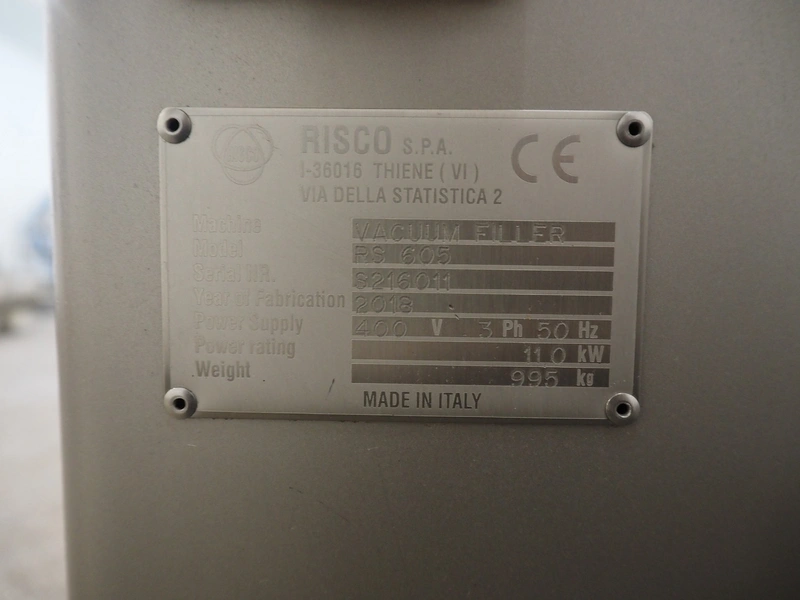 RISCO
RISCO S.P.A.
I-36016 THIENE ( VI )
VIA DELLA STATISTICA 2
CE
Machine VACUUM FILLER
Model RS 605
Serial NR. S216011
Year of Fabrication 2018
Power Supply 400 V 3 Ph 50 Hz
Power rating 11 0 kW
Weight 995 kg
MADE IN ITALY